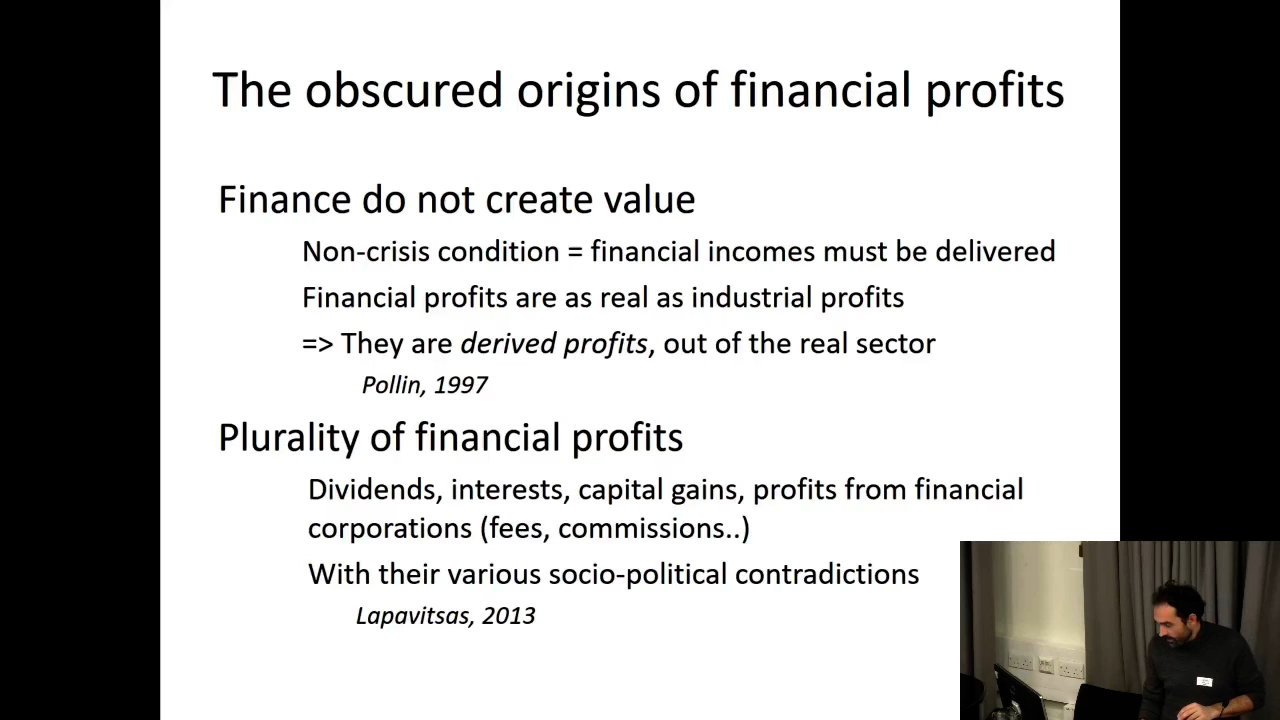 The obscured origins of financial profits
Finance do not create value
Non-crisis condition = financial incomes must be delivered
Financial profits are as real as industrial profits
=> They are derived profits, out of the real sector
Pollin, 1997
Plurality of financial profits
Dividends, interests, capital gains, profits from financial
corporations (fees, commissions..)
With their various socio-political contradictions
Lapavitsas, 2013